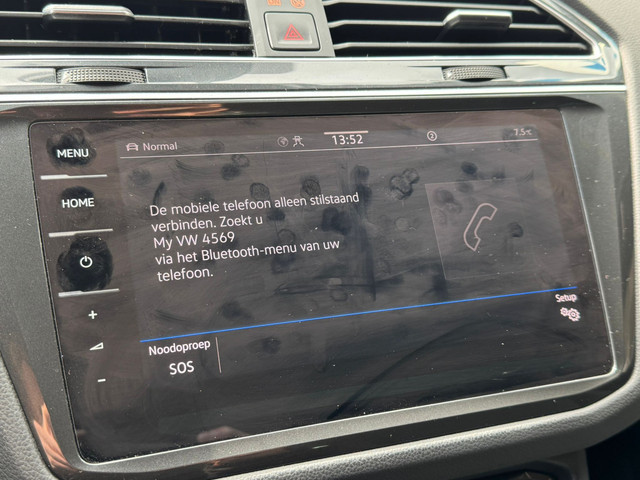 MENU
HOME
Normal
13:52
2
7.5°C
De mobiele telefoon alleen stilstaand
verbinden. Zoekt u
My VW 4569
via het Bluetooth-menu van uw
telefoon.
Setup
Noodoproep
SOS
+
-